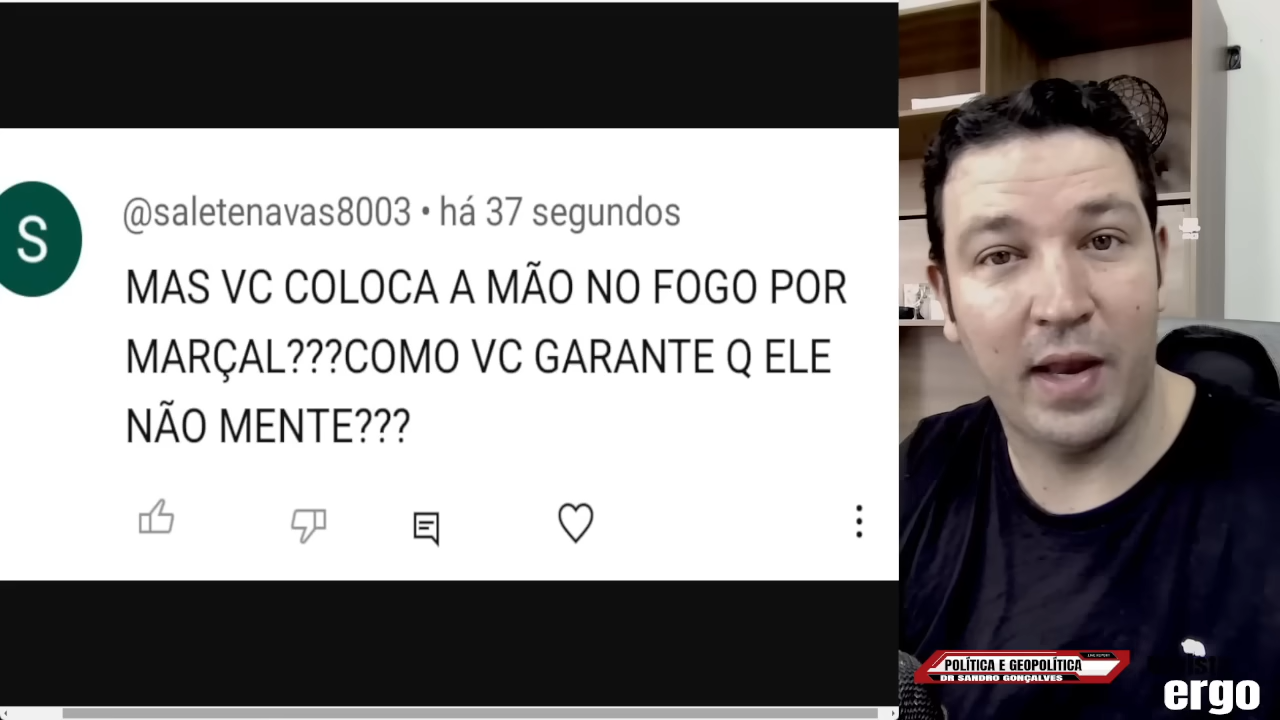 S
@saletenavas8003 • há 37 segundos
MAS VC COLOCA A MÃO NO FOGO POR
MARÇAL???COMO VC GARANTE Q ELE
NÃO MENTE???
POLÍTICA E GEOPOLÍTICA
DR SANDRO GONÇALVES
ergo